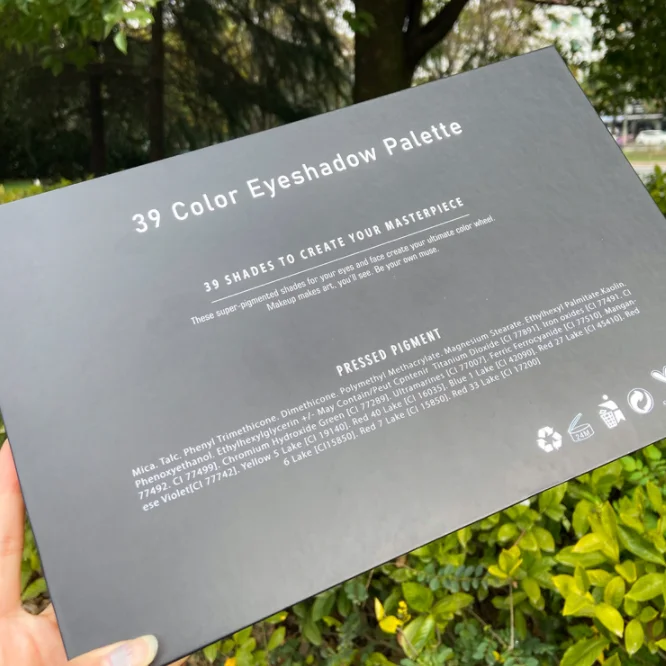 39 Color Eyeshadow Palette
39 SHADES TO CREATE YOUR MASTERPIECE
These super-pigmented shades for your eyes and face create your ultimate color wheel.
Makeup makes art, you'll see. Be your own muse.
PRESSED PIGMENT
Mica. Talc. Phenyl Trimethicone. Dimethicone. Polymethyl Methacrylate. Magnesium Stearate. Ethylhexyl Palmitate Kaolin.
Phenoxyethanol. Ethylhexylglycerin +/- May Contain/Peut Cpntenir Titanium Dioxide [CI 77891]. Iron oxides [CI 77491. CI
77492. CI 77499]. Chromium Hydroxide Green [CI 77289]. Ultramarines [CI 77007]. Ferric Ferrocyanide [CI 77510]. Mangan-
ese Violet[CI 77742]. Yellow 5 Lake [CI 19140]. Red 40 Lake [CI 16035]. Blue 1 Lake [CI 42090]. Red 27 Lake [CI 45410]. Red
6 Lake [CI15850]. Red 7 Lake [CI 15850]. Red 33 Lake [CI 17200]
24M